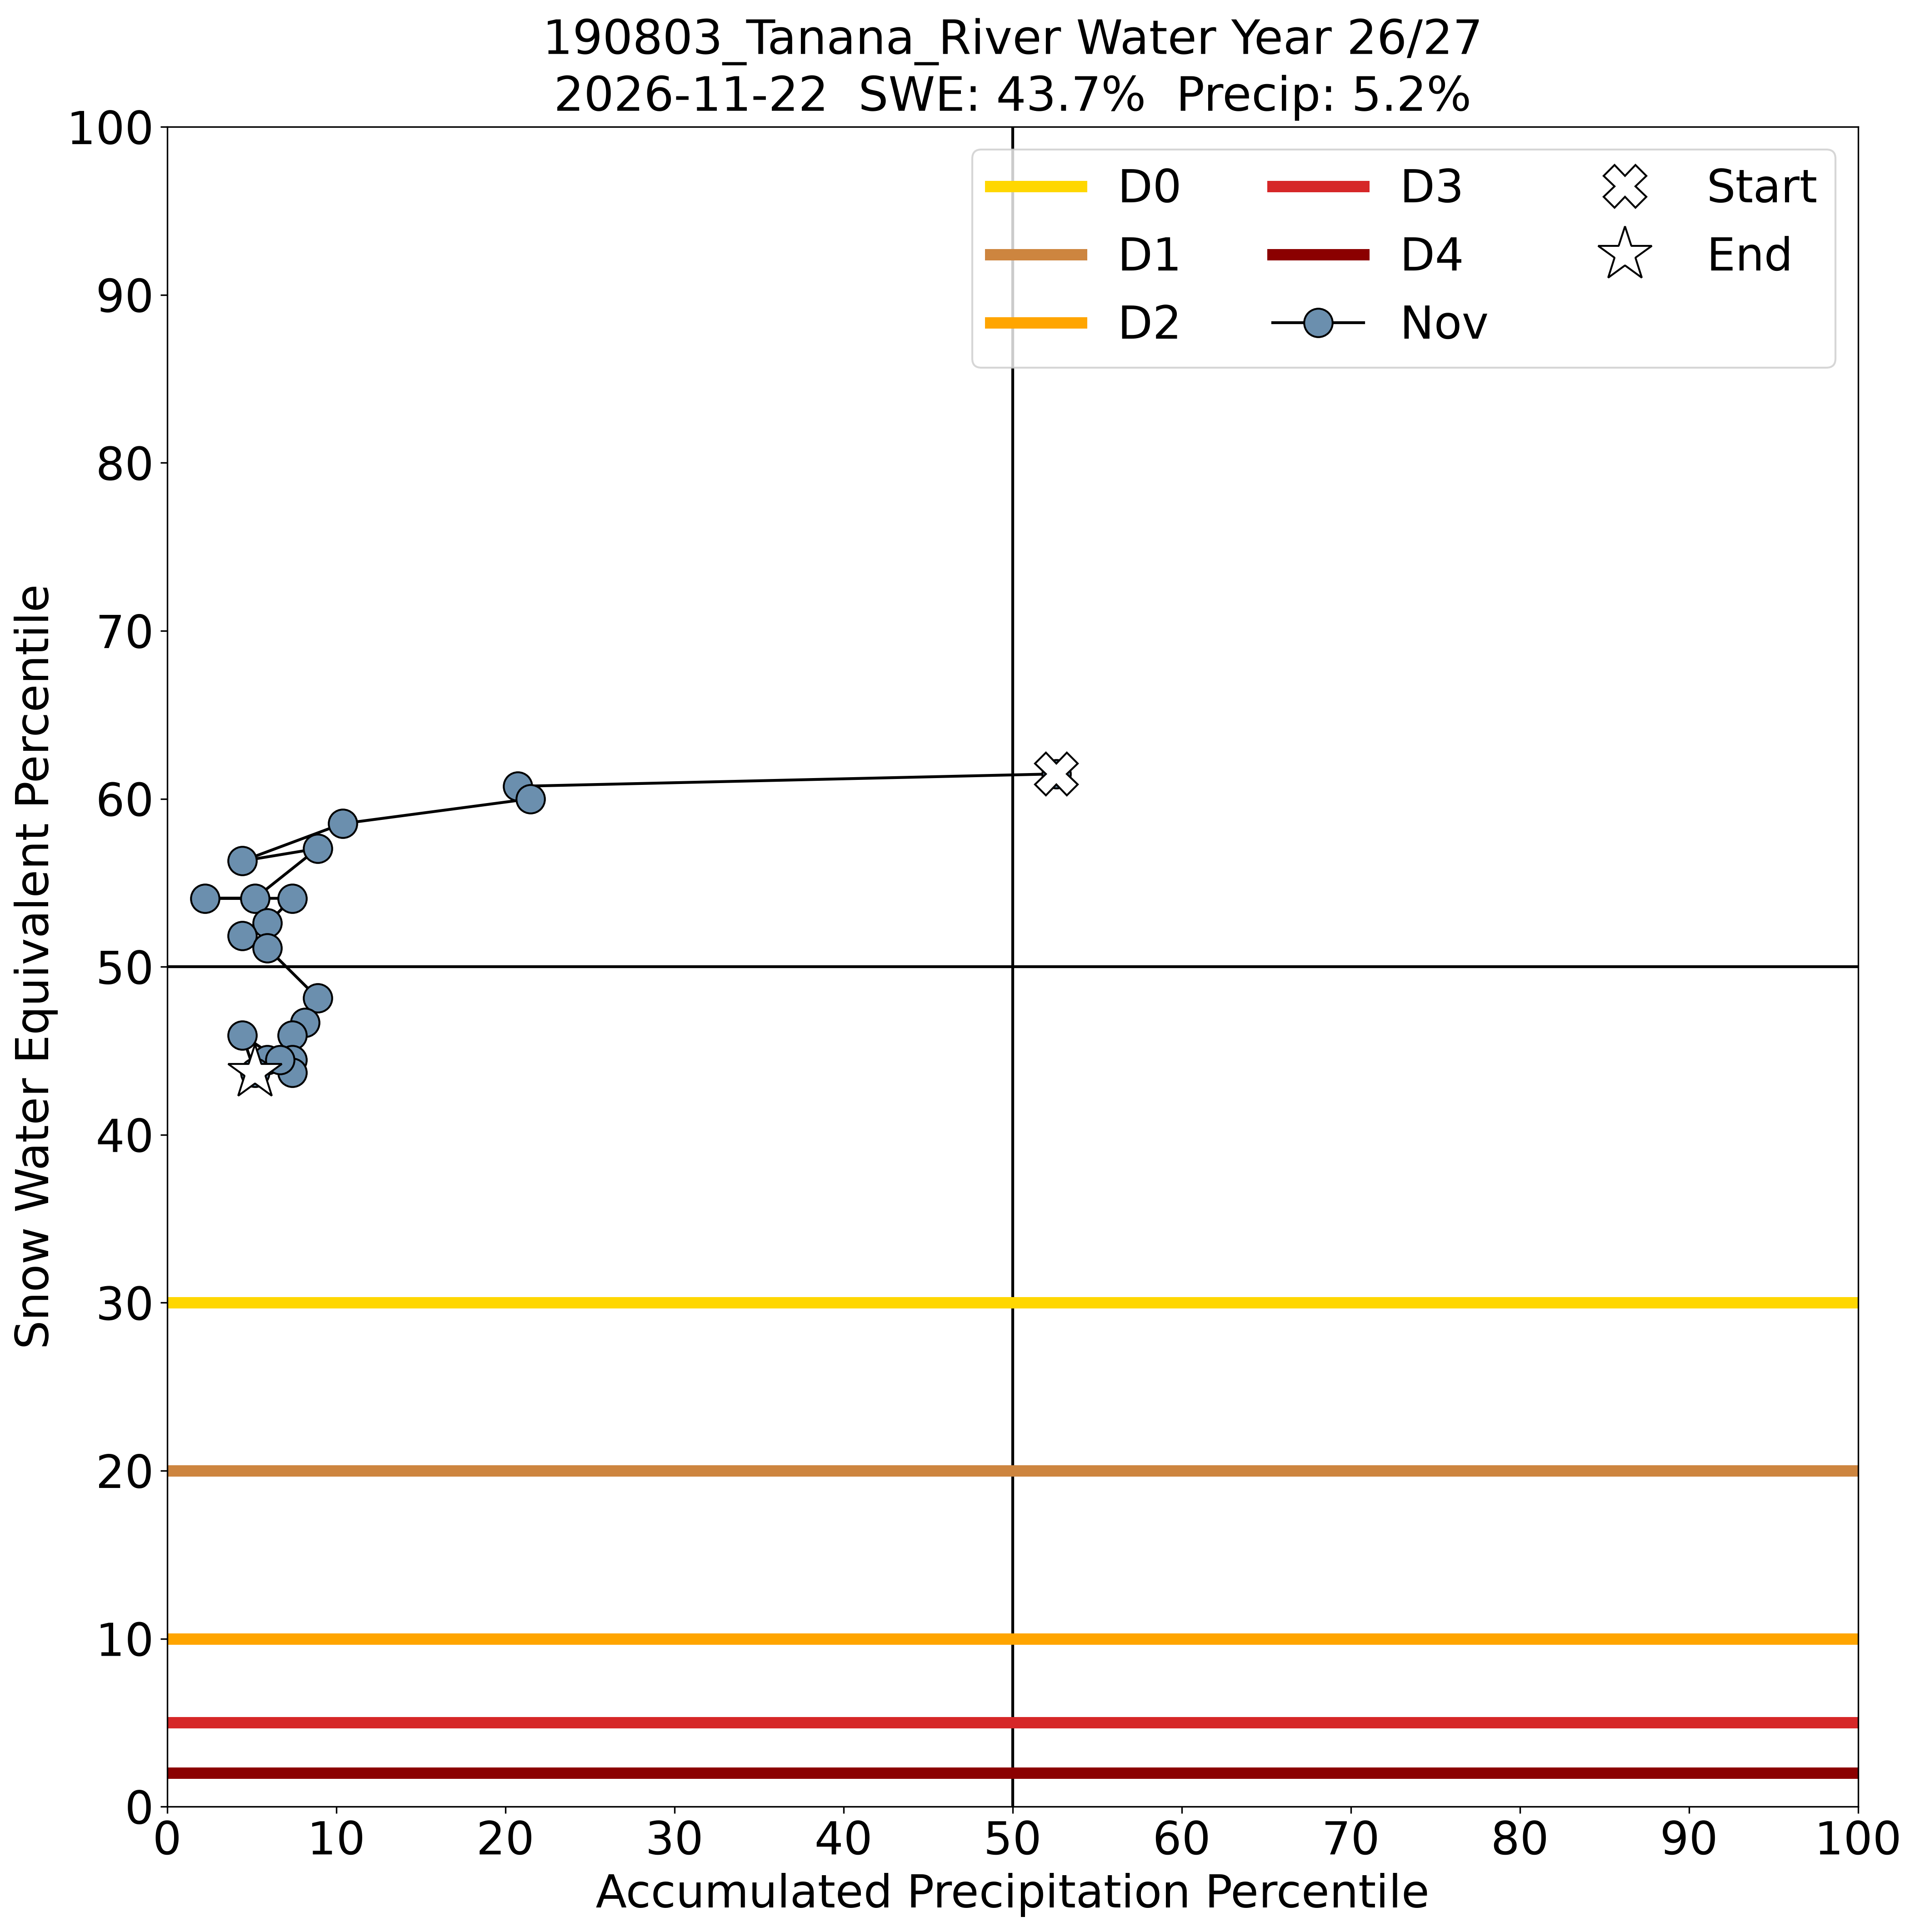 190803_Tanana_River Water Year 26/27
2026-11-22  SWE: 43.7%  Precip: 5.2%
D0
D1
D2
D3
D4
Nov
Start
End
Snow Water Equivalent Percentile
100
90
80
70
60
50
40
30
20
10
0
0 10 20 30 40 50 60 70 80 90 100
Accumulated Precipitation Percentile